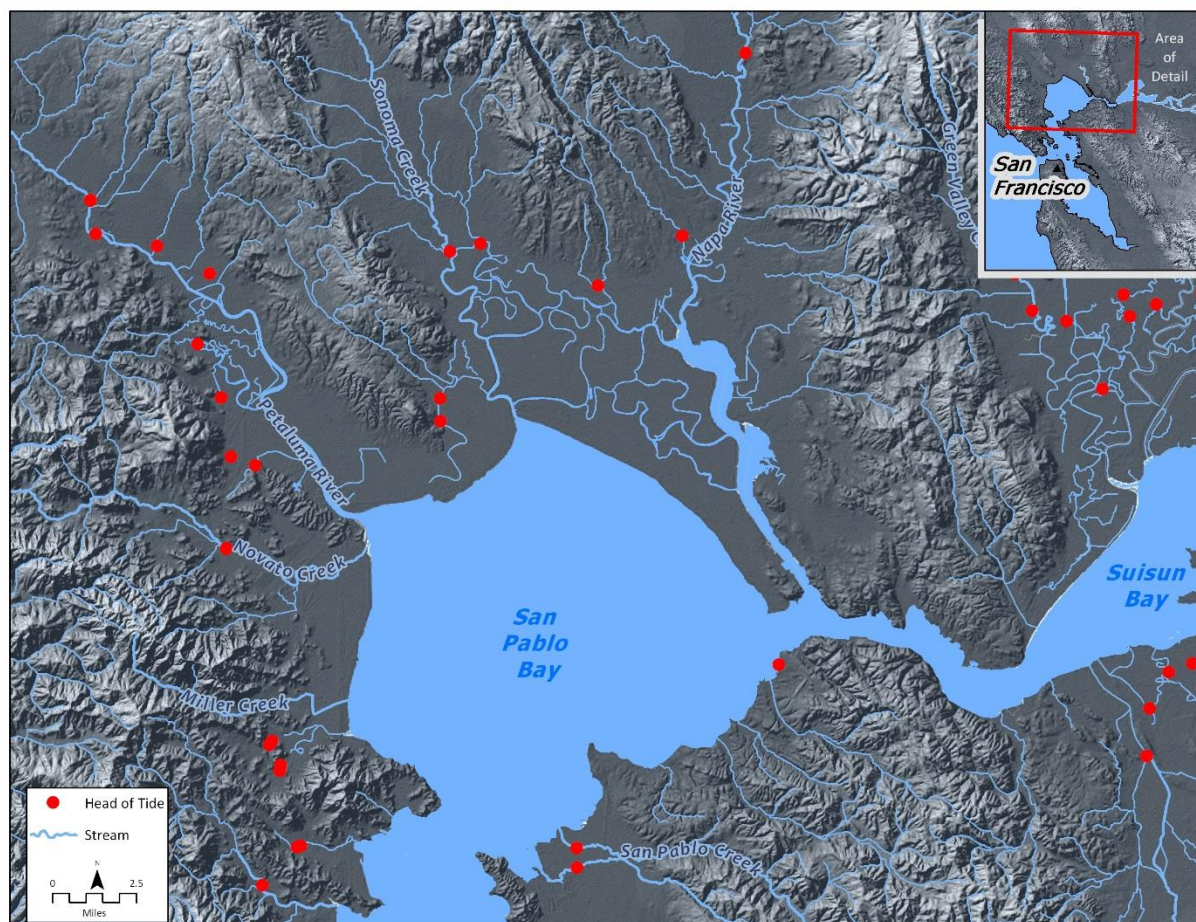 Area
of
Detail
San
Francisco
Sonoma Creek
Napa River
Green Valley C
Petaluma River
Novato Creek
San
Pablo
Bay
Suisun
Bay
Miller Creek
San Pablo Creek
Head of Tide
Stream
N
0 2.5
Miles